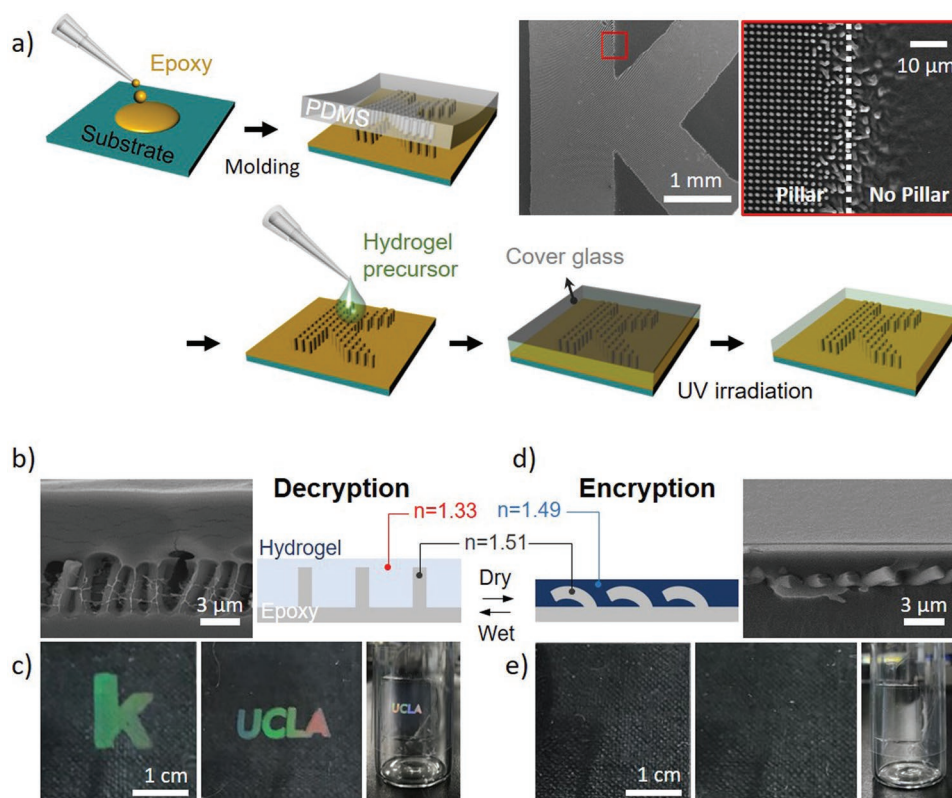 a)
Epoxy
Substrate
Molding
PDMS
1 mm
10 µm
Pillar
No Pillar
Hydrogel
precursor
Cover glass
UV irradiation
b)
Decryption
d)
Encryption
n=1.33
n=1.49
Hydrogel
n=1.51
Dry
Epoxy
Wet
3 µm
3 µm
c)
k
UCLA
UCLA
1 cm
e)
1 cm